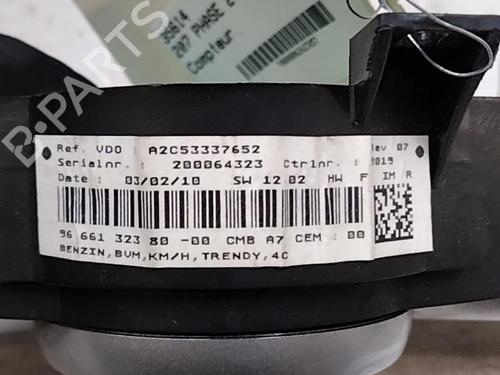 207 PHASE 2
Compteur
B-PARTS
Ref. VDO : A2C53337652
Rev 07
Serialnr. : 200064323 Ctrlnr. :
Date : 03/02/10 SW 12 02 HW F IM R
96 661 323 80 -00 CMB A7 CEM : 00
BENZIN,BVM,KM/H,TRENDY,4C